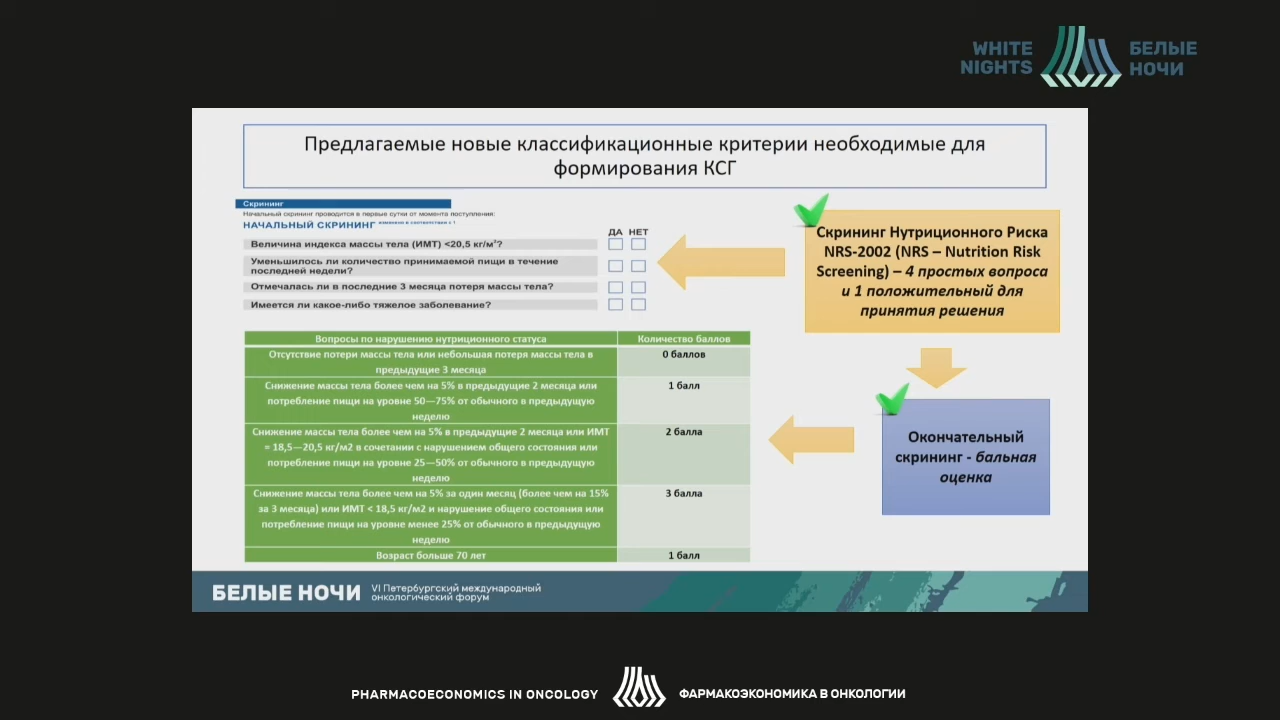 WHITE
NIGHTS
БЕЛЫЕ
НОЧИ
Предлагаемые новые классификационные критерии необходимые для
формирования КСГ
Скрининг
Начальный скрининг проводится в первые сутки от момента поступления:
НАЧАЛЬНЫЙ СКРИНИНГ изменено в соответствии с 1
ДА НЕТ
Величина индекса массы тела (ИМТ) <20,5 кг/м²?
Уменьшилось ли количество принимаемой пищи в течение
последней недели?
Отмечалась ли в последние 3 месяца потеря массы тела?
Имеется ли какое-либо тяжелое заболевание?
Скрининг Нутриционного Риска
NRS-2002 (NRS – Nutrition Risk
Screening) – 4 простых вопроса
и 1 положительный для
принятия решения
Вопросы по нарушению нутриционного статуса Количество баллов
Отсутствие потери массы тела или небольшая потеря массы тела в
предыдущие 3 месяца
0 баллов
Снижение массы тела более чем на 5% в предыдущие 2 месяца или
потребление пищи на уровне 50—75% от обычного в предыдущую
неделю
1 балл
Снижение массы тела более чем на 5% в предыдущие 2 месяца или ИМТ
= 18,5—20,5 кг/м2 в сочетании с нарушением общего состояния или
потребление пищи на уровне 25—50% от обычного в предыдущую
неделю
2 балла
Снижение массы тела более чем на 5% за один месяц (более чем на 15%
за 3 месяца) или ИМТ < 18,5 кг/м2 и нарушение общего состояния или
потребление пищи на уровне менее 25% от обычного в предыдущую
неделю
3 балла
Возраст больше 70 лет 1 балл
Окончательный
скрининг - бальная
оценка
БЕЛЫЕ НОЧИ
VI Петербургский международный
онкологический форум
PHARMACOECONOMICS IN ONCOLOGY
ФАРМАКОЭКОНОМИКА В ОНКОЛОГИИ